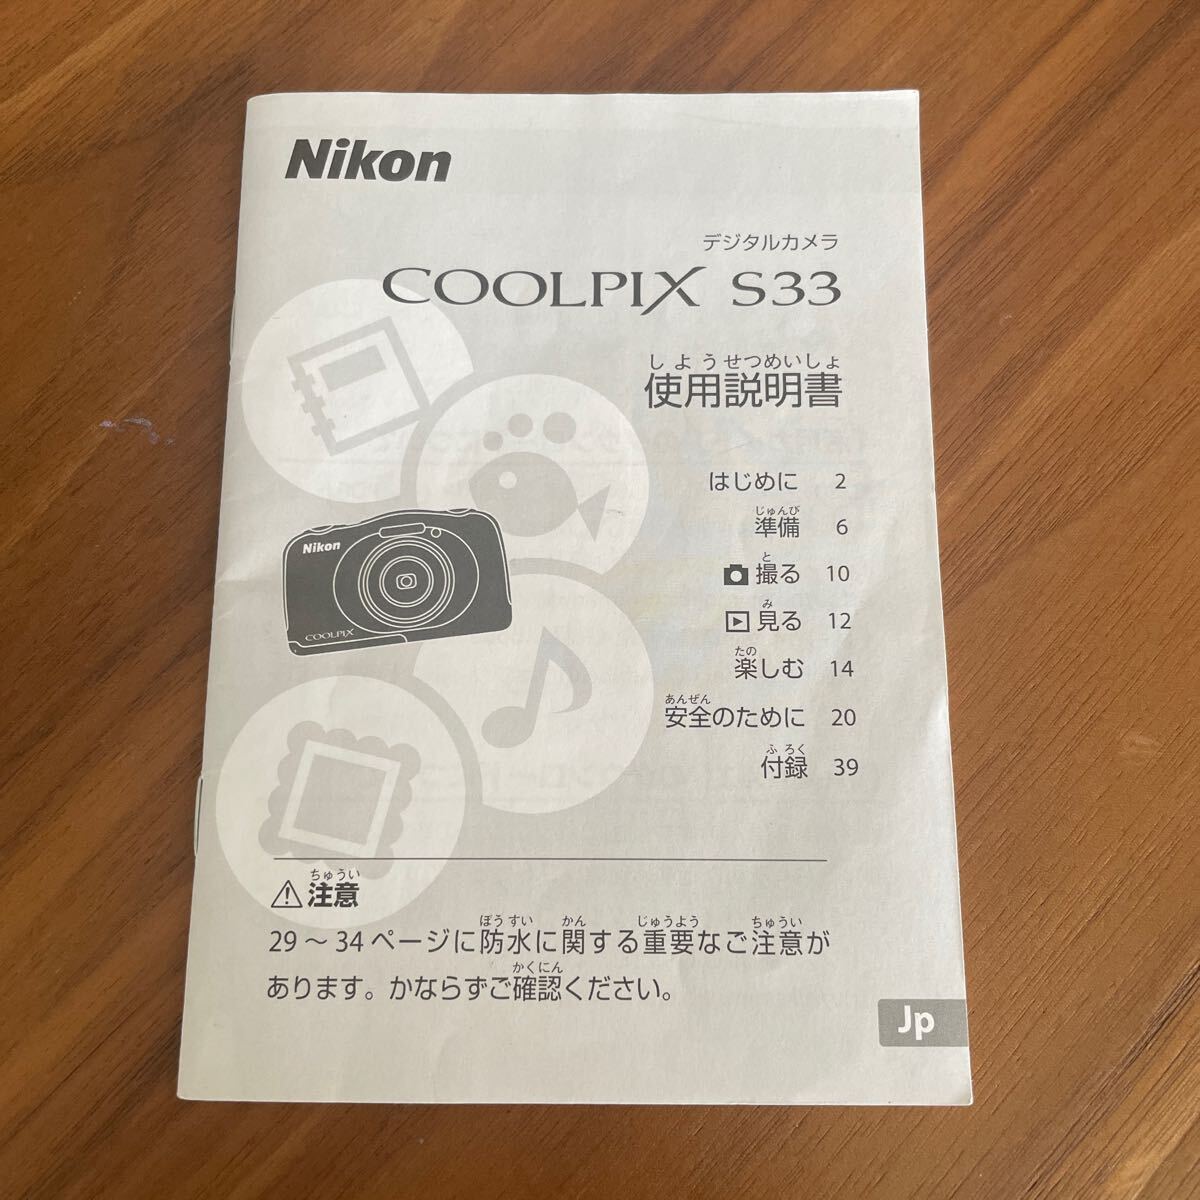 Nikon
デジタルカメラ
COOLPIX S33
しようせつめいしょ
使用説明書
はじめに 2
じゅんび
準備 6
と
撮る 10
み
見る 12
たの
楽しむ 14
あんぜん
安全のために 20
ふろく
付録 39
Nikon
COOLPIX
ちゅうい
注意
ぼうすい かん じゅうよう ちゅうい
29～34ページに防水に関する重要なご注意が
かくにん
あります。かならずご確認ください。
Jp